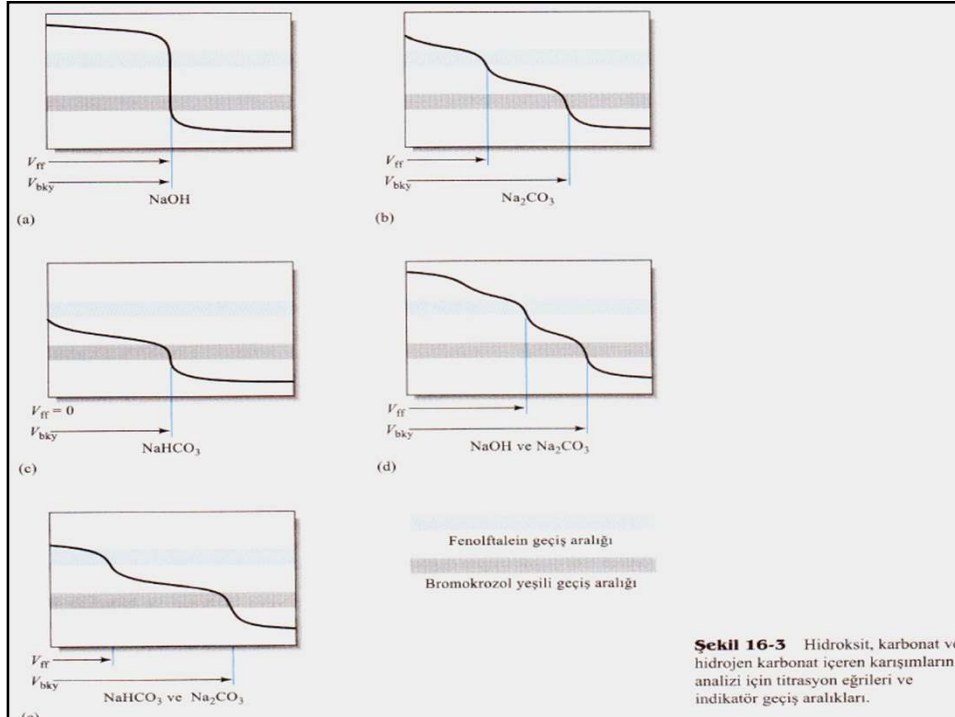 V_ff
V_bky
NaOH
(a)
V_ff
V_bky
Na₂CO₃
(b)
V_ff = 0
V_bky
NaHCO₃
(c)
V_ff
V_bky
NaOH ve Na₂CO₃
(d)
V_ff
V_bky
NaHCO₃ ve Na₂CO₃
Fenolftalein geçiş aralığı
Bromokrozol yeşili geçiş aralığı
Şekil 16-3 Hidroksit, karbonat ve
hidrojen karbonat içeren karışımların
analizi için titrasyon eğrileri ve
indikatör geçiş aralıkları.